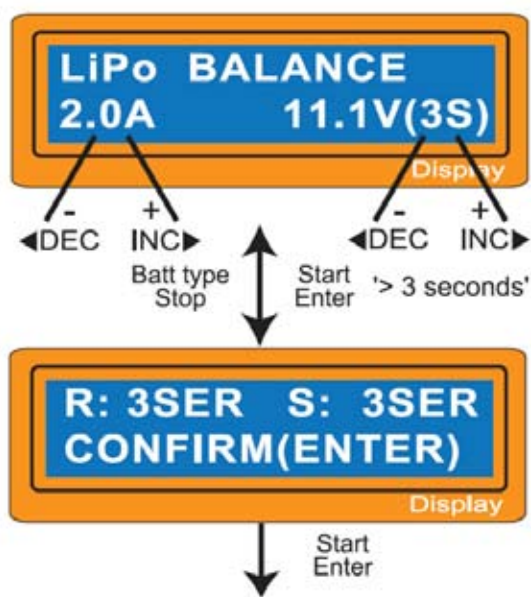 LiPo BALANCE
2.0A 11.1V(3S)
Display
- + - +
◀DEC INC▶ ◀DEC INC▶
Batt type Start '> 3 seconds'
Stop Enter
R: 3SER S: 3SER
CONFIRM(ENTER)
Display
Start
Enter